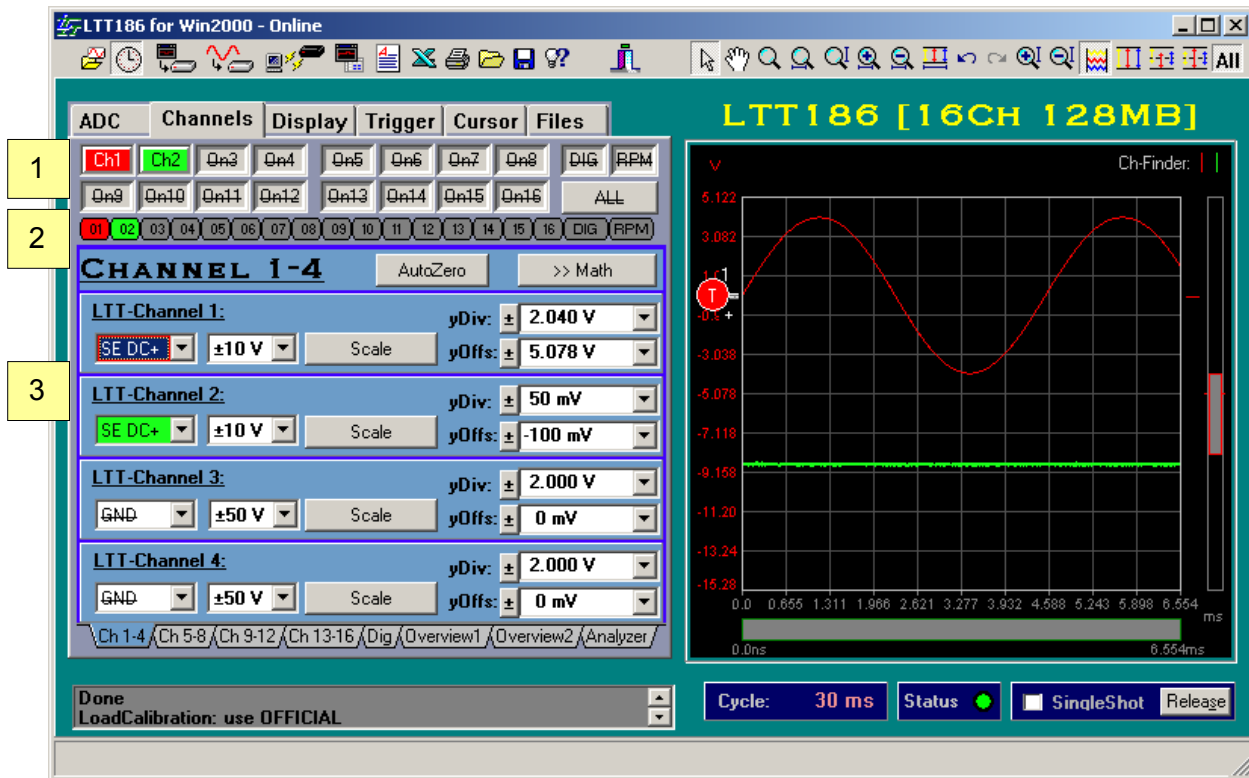 LTT186 for Win2000 - Online
All
ADC Channels Display Trigger Cursor Files
LTT186 [16Ch 128MB]
1
Ch1 Ch2 On3 On4 On5 On6 On7 On8 DIG RPM
On9 On10 On11 On12 On13 On14 On15 On16 ALL
2
01 02 03 04 05 06 07 08 09 10 11 12 13 14 15 16 DIG RPM
Channel 1-4 AutoZero >> Math
LTT-Channel 1:
yDiv: ± 2.040 V
SE DC+ ±10 V Scale
yOffs: ± 5.078 V
3
LTT-Channel 2:
yDiv: ± 50 mV
SE DC+ ±10 V Scale
yOffs: ± -100 mV
LTT-Channel 3:
yDiv: ± 2.000 V
GND ±50 V Scale
yOffs: ± 0 mV
LTT-Channel 4:
yDiv: ± 2.000 V
GND ±50 V Scale
yOffs: ± 0 mV
Ch 1-4 Ch 5-8 Ch 9-12 Ch 13-16 Dig Overview1 Overview2 Analyzer
V
Ch-Finder:
5.122
3.082
1
T
-3.038
-5.078
-7.118
-9.158
-11.20
-13.24
-15.28
0.0 0.655 1.311 1.966 2.621 3.277 3.932 4.588 5.243 5.898 6.554
ms
0.0ns 6.554ms
Done
LoadCalibration: use OFFICIAL
Cycle: 30 ms Status SingleShot Release